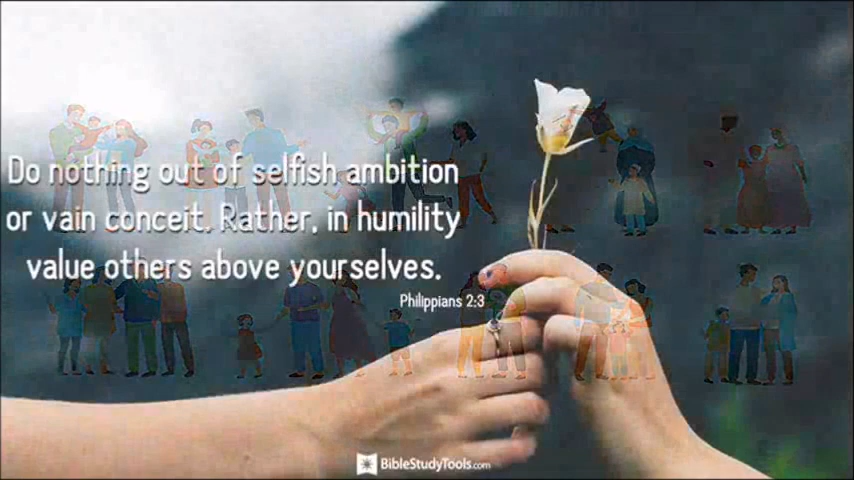 Do nothing out of selfish ambition
or vain conceit. Rather, in humility
value others above yourselves.
Philippians 2:3
BibleStudyTools.com